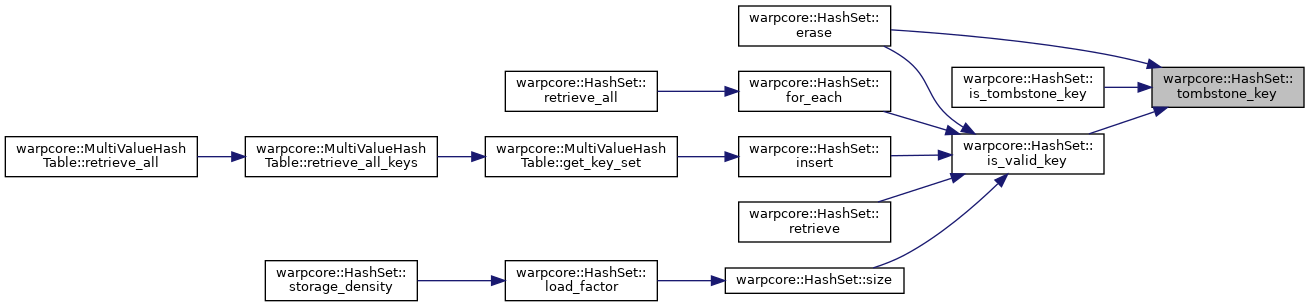 warpcore::HashSet::
erase
warpcore::HashSet::
retrieve_all
warpcore::HashSet::
for_each
warpcore::HashSet::
is_tombstone_key
warpcore::HashSet::
tombstone_key
warpcore::MultiValueHash
Table::retrieve_all
warpcore::MultiValueHash
Table::retrieve_all_keys
warpcore::MultiValueHash
Table::get_key_set
warpcore::HashSet::
insert
warpcore::HashSet::
is_valid_key
warpcore::HashSet::
retrieve
warpcore::HashSet::
storage_density
warpcore::HashSet::
load_factor
warpcore::HashSet::size